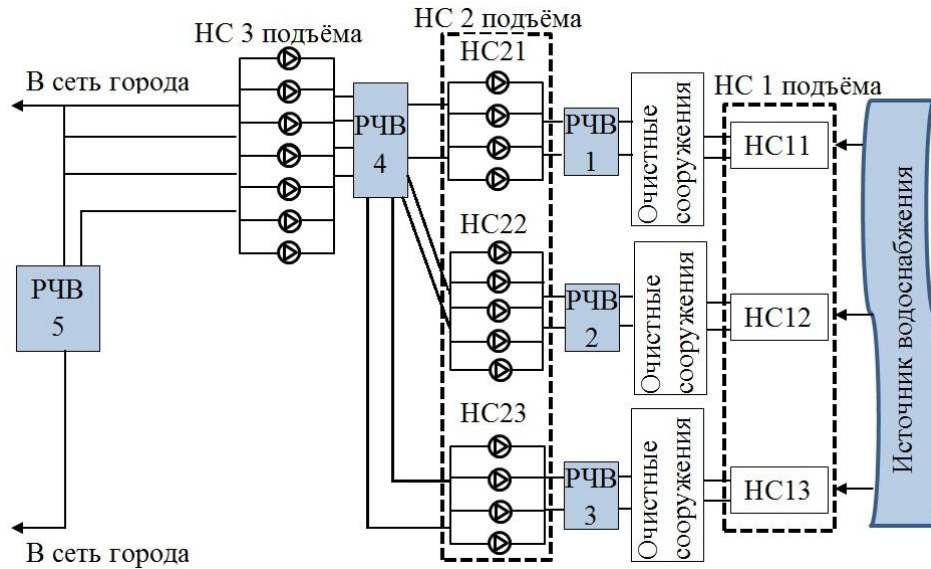 НС 3 подъёма
НС 2 подъёма
НС 1 подъёма
В сеть города
НС21
РЧВ
4
РЧВ
1
Очистные
сооружения
НС11
НС22
РЧВ
5
РЧВ
2
Очистные
сооружения
НС12
Источник водоснабжения
НС23
РЧВ
3
Очистные
сооружения
НС13
В сеть города